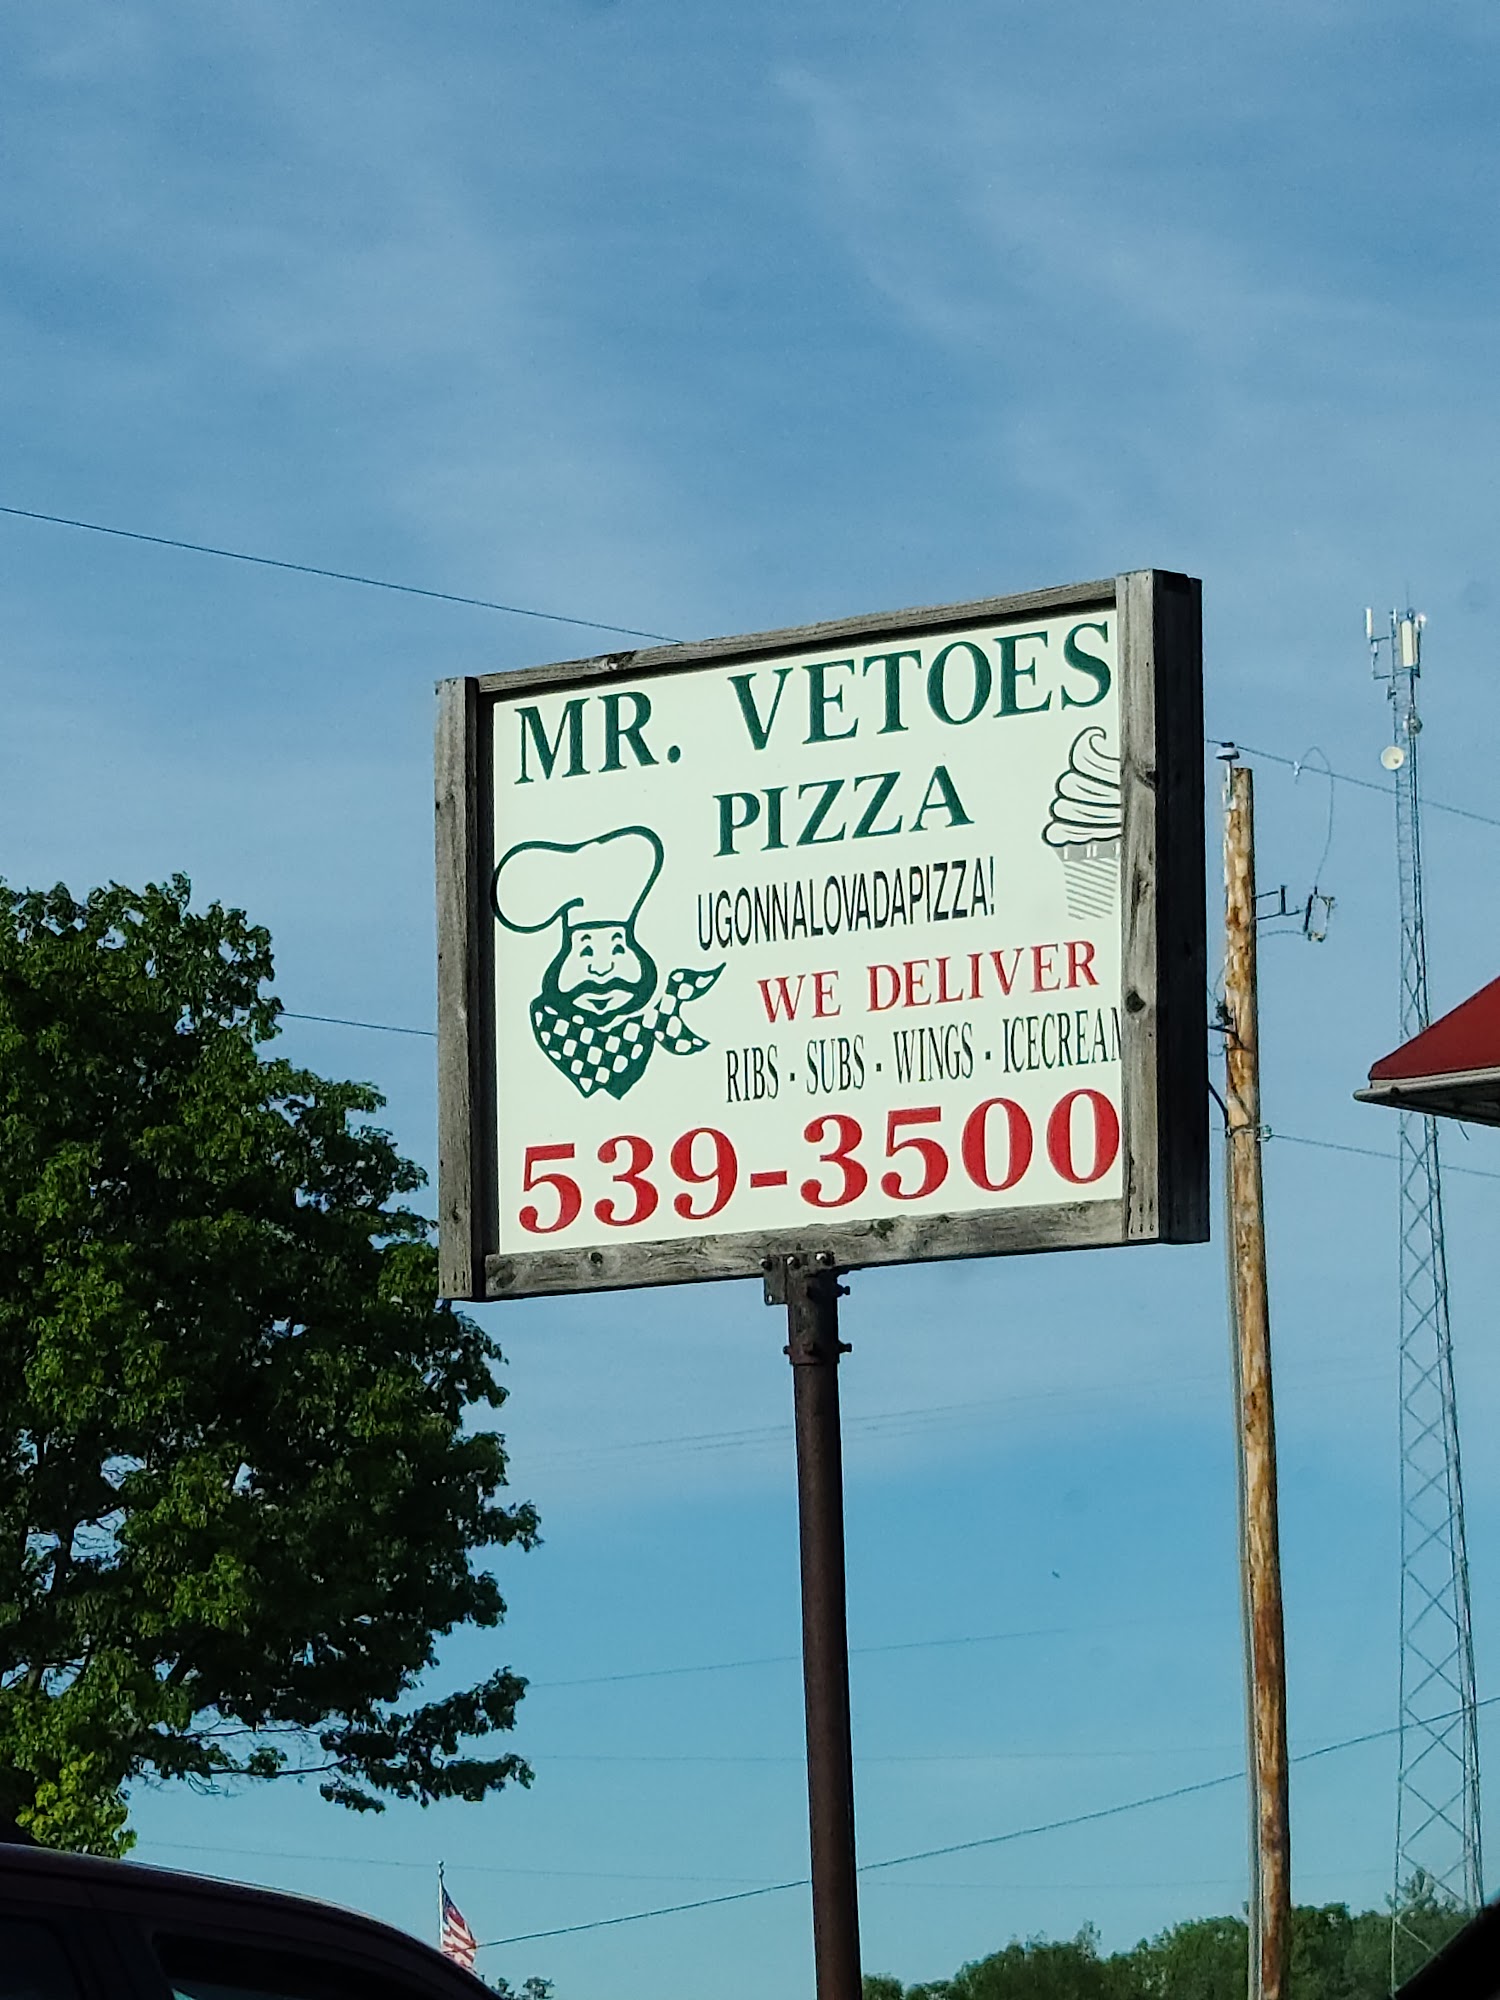 MR. VETOES
PIZZA
UGONNALOVADAPIZZA!
WE DELIVER
RIBS · SUBS · WINGS · ICECREAM
539-3500